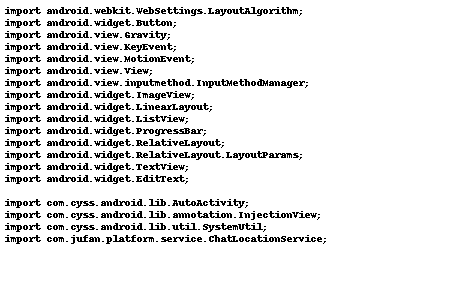 import android.webkit.WebSettings.LayoutAlgorithm;
import android.widget.Button;
import android.view.Gravity;
import android.view.KeyEvent;
import android.view.MotionEvent;
import android.view.View;
import android.view.inputmethod.InputMethodManager;
import android.widget.ImageView;
import android.widget.LinearLayout;
import android.widget.ListView;
import android.widget.ProgressBar;
import android.widget.RelativeLayout;
import android.widget.RelativeLayout.LayoutParams;
import android.widget.TextView;
import android.widget.EditText;

import com.cyss.android.lib.AutoActivity;
import com.cyss.android.lib.annotation.InjectionView;
import com.cyss.android.lib.util.SystemUtil;
import com.jufan.platform.service.ChatLocationService;